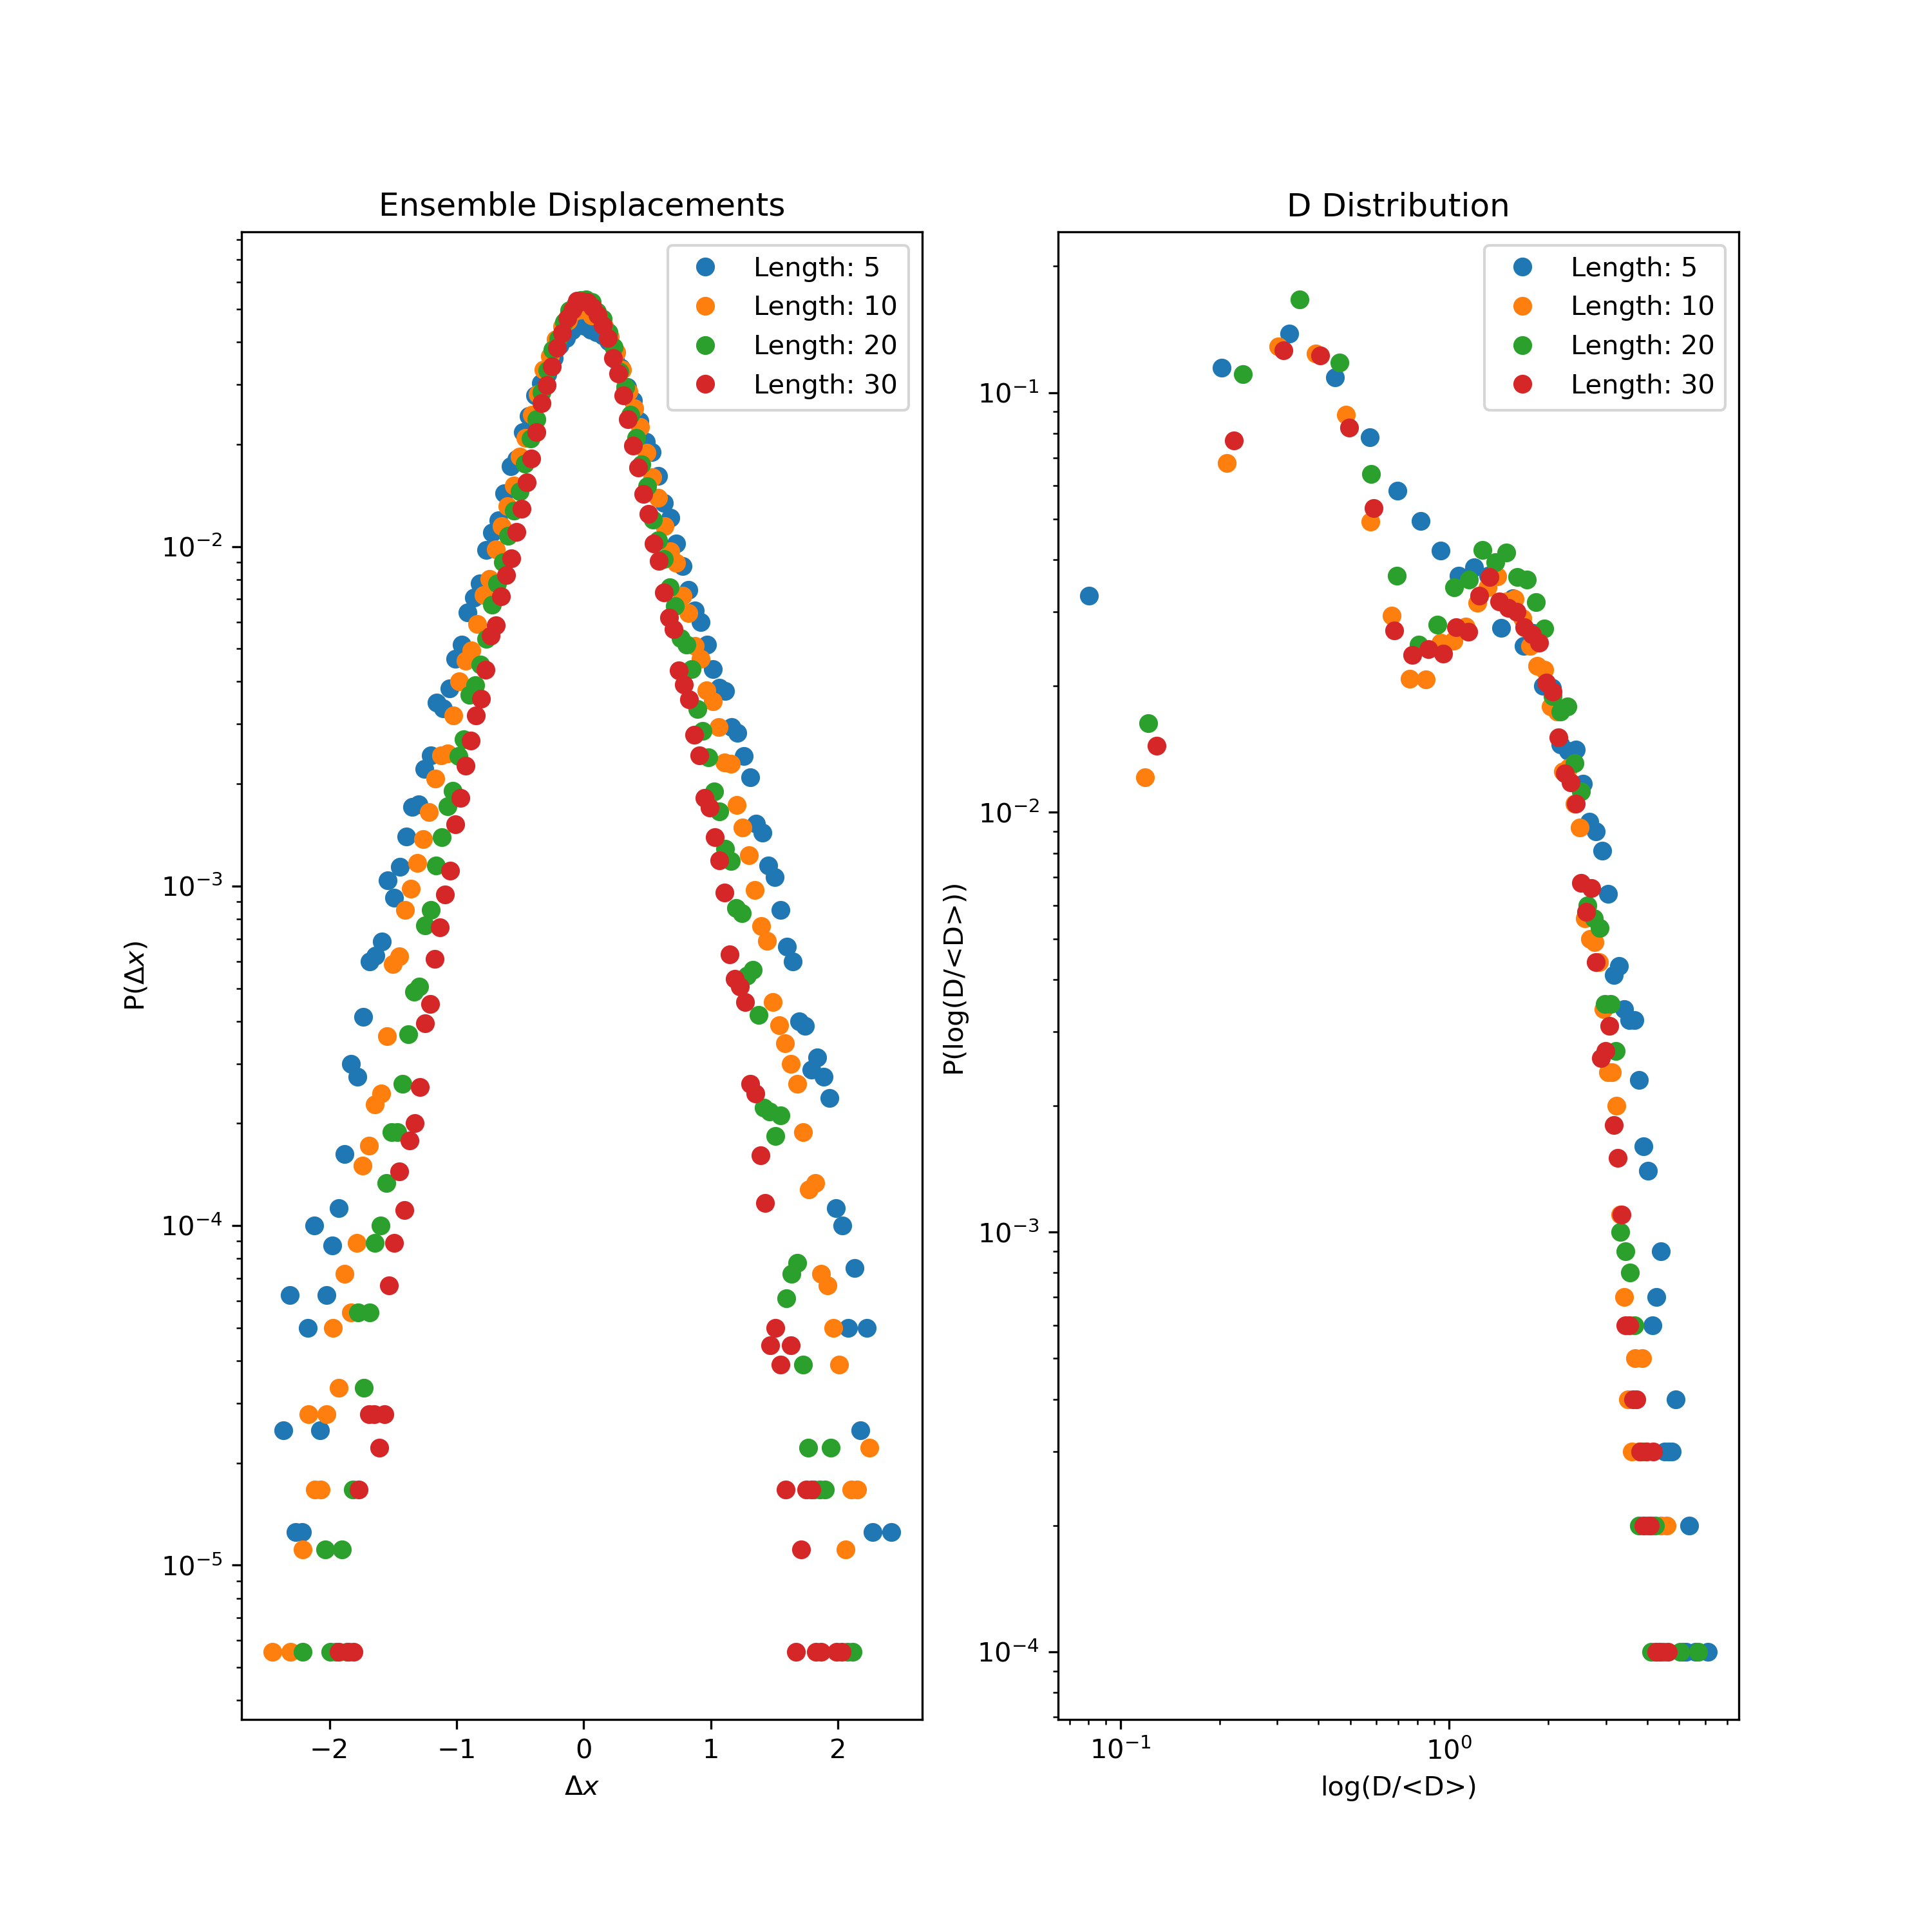 Ensemble Displacements
P(Δx)
10⁻²
10⁻³
10⁻⁴
10⁻⁵
Length: 5
Length: 10
Length: 20
Length: 30
−2
−1
0
1
2
Δx
D Distribution
P(log(D/<D>))
10⁻¹
10⁻²
10⁻³
10⁻⁴
Length: 5
Length: 10
Length: 20
Length: 30
10⁻¹
10⁰
log(D/<D>)